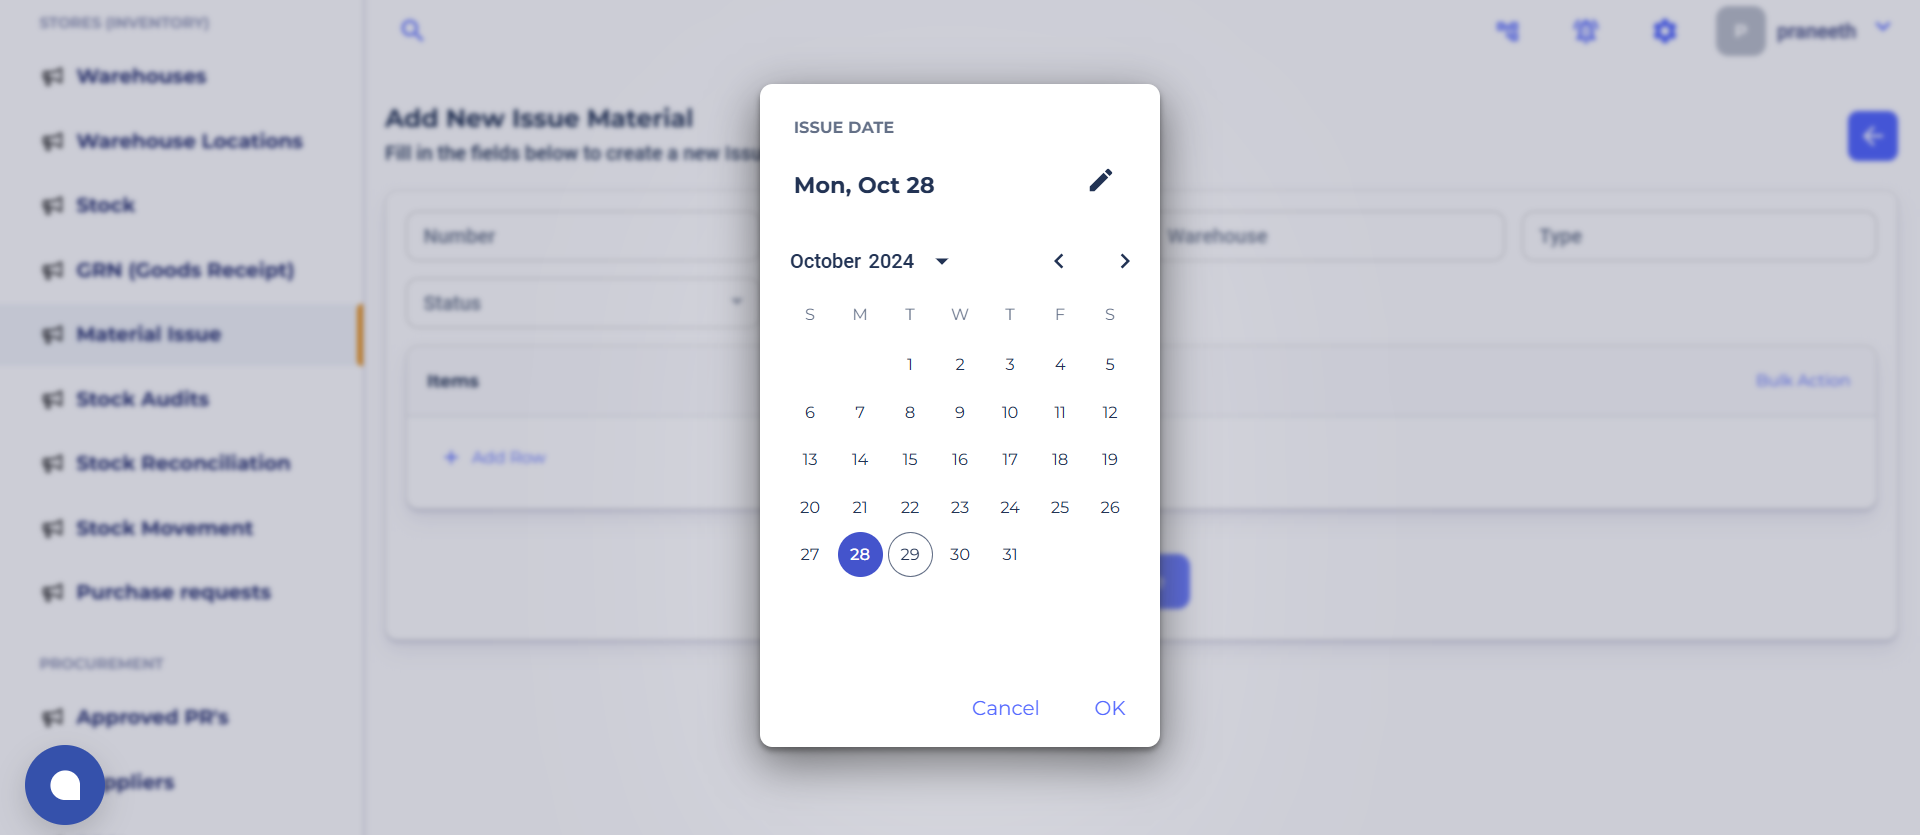 STORES (INVENTORY)
Warehouses
Warehouse Locations
Stock
GRN (Goods Receipt)
Material Issue
Stock Audits
Stock Reconciliation
Stock Movement
Purchase requests
PROCUREMENT
Approved PR's
ppliers
P
praneeth
Add New Issue Material
Fill in the fields below to create a new Issu
Number
Warehouse
Type
Status
Items
Bulk Action
+ Add Row
ISSUE DATE
Mon, Oct 28
October 2024
S M T W T F S
1 2 3 4 5
6 7 8 9 10 11 12
13 14 15 16 17 18 19
20 21 22 23 24 25 26
27 28 29 30 31
Cancel OK